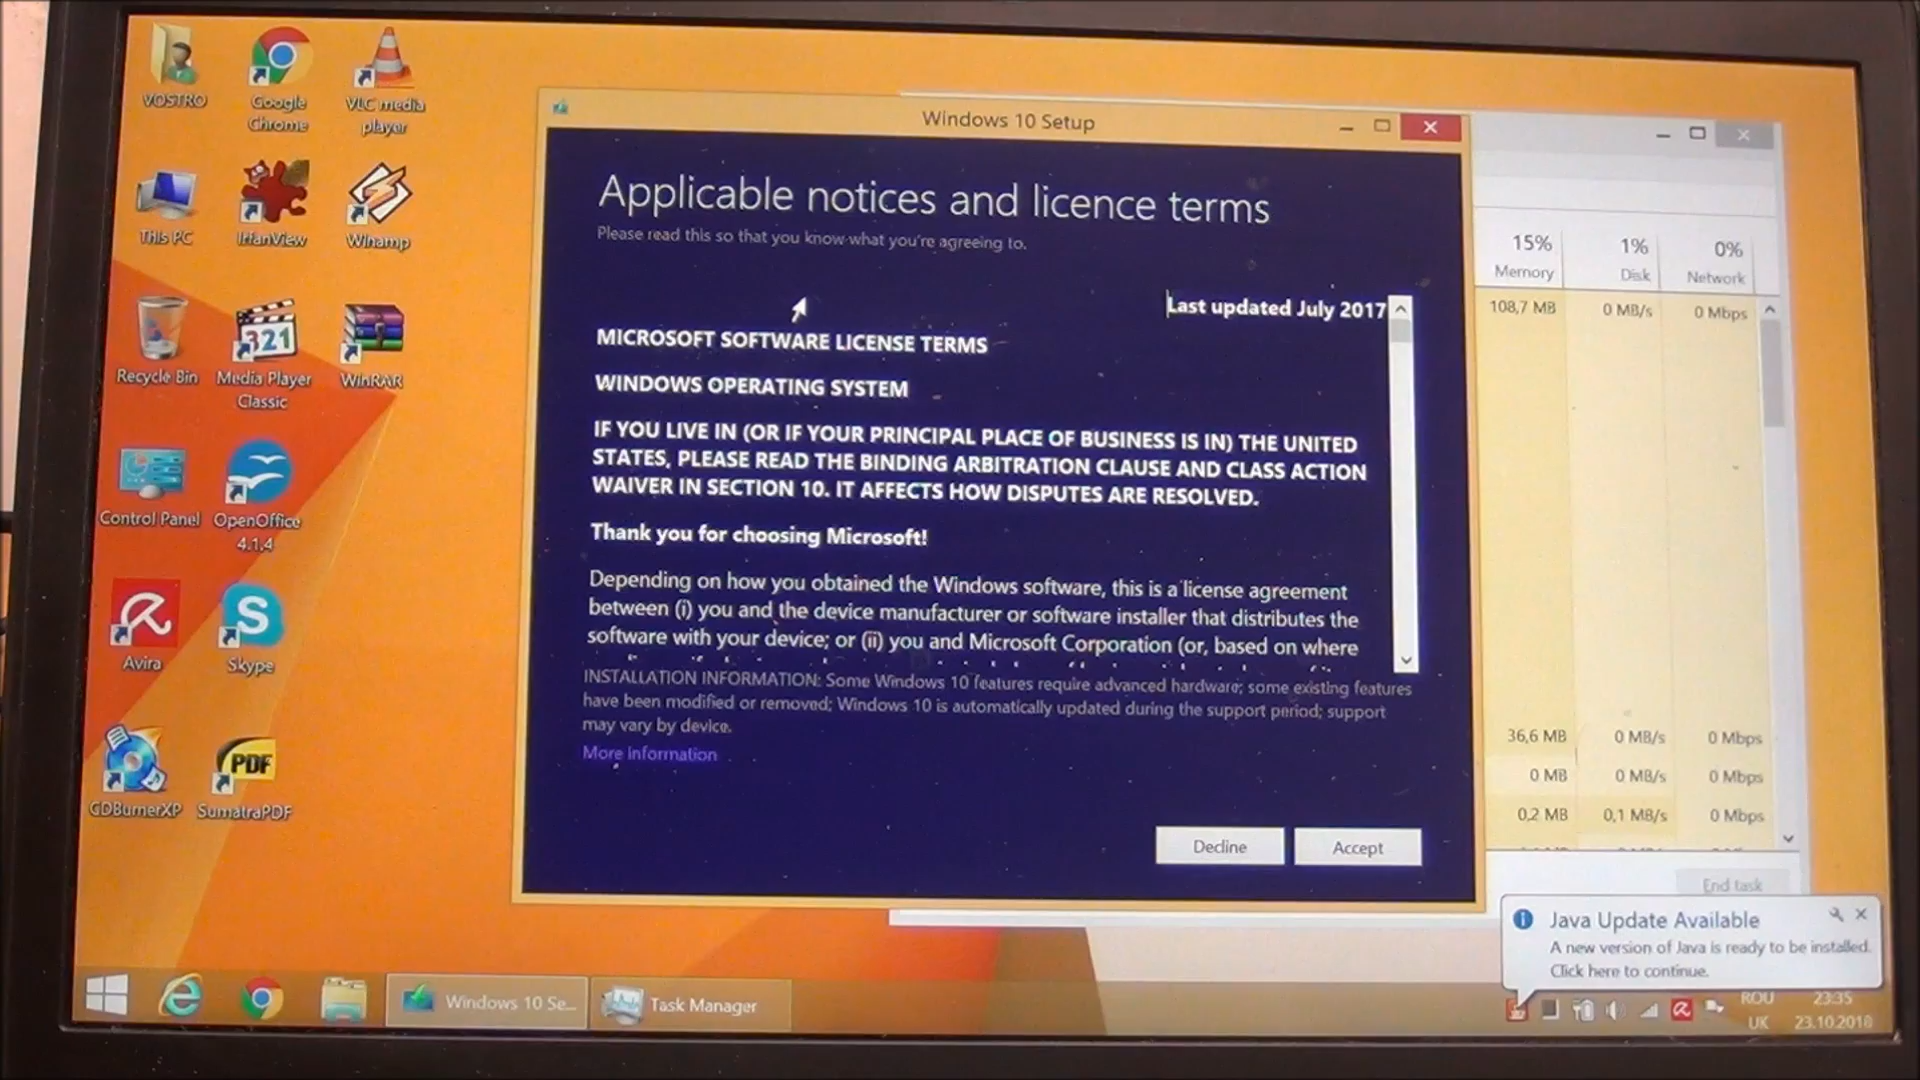 VOSTRO
Google
Chrome
VLC media
player
This PC
IrfanView
Winamp
Recycle Bin
321
Media Player
Classic
WinRAR
Control Panel
OpenOffice
4.1.4
Avira
S
Skype
CDBurnerXP
PDF
SumatraPDF
Windows 10 Setup
Applicable notices and licence terms
Please read this so that you know what you're agreeing to.
Last updated July 2017
MICROSOFT SOFTWARE LICENSE TERMS
WINDOWS OPERATING SYSTEM
IF YOU LIVE IN (OR IF YOUR PRINCIPAL PLACE OF BUSINESS IS IN) THE UNITED
STATES, PLEASE READ THE BINDING ARBITRATION CLAUSE AND CLASS ACTION
WAIVER IN SECTION 10. IT AFFECTS HOW DISPUTES ARE RESOLVED.
Thank you for choosing Microsoft!
Depending on how you obtained the Windows software, this is a license agreement
between (i) you and the device manufacturer or software installer that distributes the
software with your device; or (ii) you and Microsoft Corporation (or, based on where
INSTALLATION INFORMATION: Some Windows 10 features require advanced hardware; some existing features
have been modified or removed; Windows 10 is automatically updated during the support period; support
may vary by device.
More information
Decline Accept
15% 1% 0%
Memory Disk Network
108,7 MB 0 MB/s 0 Mbps
36,6 MB 0 MB/s 0 Mbps
0 MB 0 MB/s 0 Mbps
0,2 MB 0,1 MB/s 0 Mbps
End task
Java Update Available
A new version of Java is ready to be installed.
Click here to continue.
Windows 10 Se...
Task Manager
ROU
UK
23:35
23.10.2018